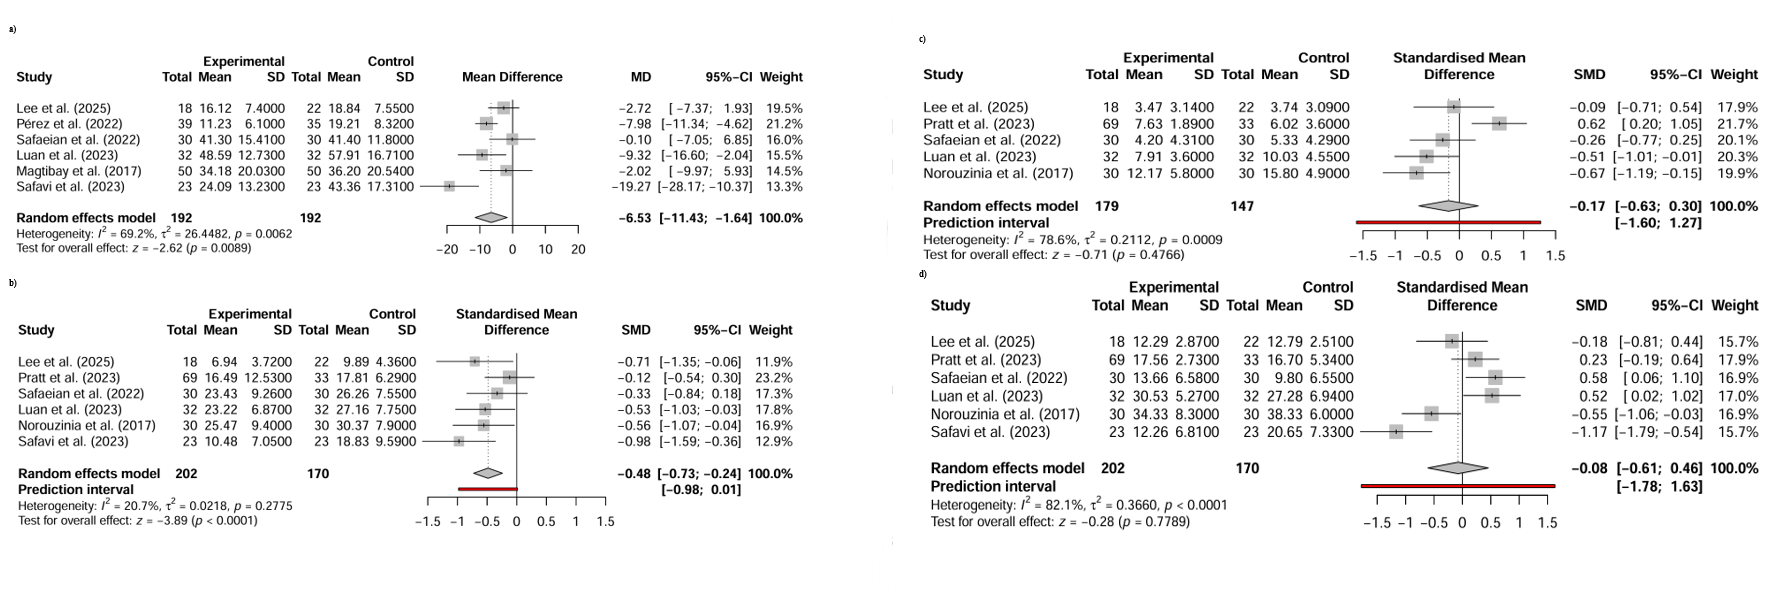 a)
Experimental Control
Study Total Mean SD Total Mean SD Mean Difference MD 95%−CI Weight
Lee et al. (2025) 18 16.12 7.4000 22 18.84 7.5500 −2.72 [ −7.37; 1.93] 19.5%
Pérez et al. (2022) 39 11.23 6.1000 35 19.21 8.3200 −7.98 [−11.34; −4.62] 21.2%
Safaeian et al. (2022) 30 41.30 15.4100 30 41.40 11.8000 −0.10 [ −7.05; 6.85] 16.0%
Luan et al. (2023) 32 48.59 12.7300 32 57.91 16.7100 −9.32 [−16.60; −2.04] 15.5%
Magtibay et al. (2017) 50 34.18 20.0300 50 36.20 20.5400 −2.02 [ −9.97; 5.93] 14.5%
Safavi et al. (2023) 23 24.09 13.2300 23 43.36 17.3100 −19.27 [−28.17; −10.37] 13.3%
Random effects model 192 192 −6.53 [−11.43; −1.64] 100.0%
Heterogeneity: I² = 69.2%, τ² = 26.4482, p = 0.0062
Test for overall effect: z = −2.62 (p = 0.0089)
−20 −10 0 10 20
b)
Experimental Control Standardised Mean
Study Total Mean SD Total Mean SD Difference SMD 95%−CI Weight
Lee et al. (2025) 18 6.94 3.7200 22 9.89 4.3600 −0.71 [−1.35; −0.06] 11.9%
Pratt et al. (2023) 69 16.49 12.5300 33 17.81 6.2900 −0.12 [−0.54; 0.30] 23.2%
Safaeian et al. (2022) 30 23.43 9.2600 30 26.26 7.5500 −0.33 [−0.84; 0.18] 17.3%
Luan et al. (2023) 32 23.22 6.8700 32 27.16 7.7500 −0.53 [−1.03; −0.03] 17.8%
Norouzinia et al. (2017) 30 25.47 9.4000 30 30.37 7.9000 −0.56 [−1.07; −0.04] 16.9%
Safavi et al. (2023) 23 10.48 7.0500 23 18.83 9.5900 −0.98 [−1.59; −0.36] 12.9%
Random effects model 202 170 −0.48 [−0.73; −0.24] 100.0%
Prediction interval [−0.98; 0.01]
Heterogeneity: I² = 20.7%, τ² = 0.0218, p = 0.2775
Test for overall effect: z = −3.89 (p < 0.0001)
−1.5 −1 −0.5 0 0.5 1 1.5
c)
Experimental Control Standardised Mean
Study Total Mean SD Total Mean SD Difference SMD 95%−CI Weight
Lee et al. (2025) 18 3.47 3.1400 22 3.74 3.0900 −0.09 [−0.71; 0.54] 17.9%
Pratt et al. (2023) 69 7.63 1.8900 33 6.02 3.6000 0.62 [ 0.20; 1.05] 21.7%
Safaeian et al. (2022) 30 4.20 4.3100 30 5.33 4.2900 −0.26 [−0.77; 0.25] 20.1%
Luan et al. (2023) 32 7.91 3.6000 32 10.03 4.5500 −0.51 [−1.01; −0.01] 20.3%
Norouzinia et al. (2017) 30 12.17 5.8000 30 15.80 4.9000 −0.67 [−1.19; −0.15] 19.9%
Random effects model 179 147 −0.17 [−0.63; 0.30] 100.0%
Prediction interval [−1.60; 1.27]
Heterogeneity: I² = 78.6%, τ² = 0.2112, p = 0.0009
Test for overall effect: z = −0.71 (p = 0.4766)
−1.5 −1 −0.5 0 0.5 1 1.5
d)
Experimental Control Standardised Mean
Study Total Mean SD Total Mean SD Difference SMD 95%−CI Weight
Lee et al. (2025) 18 12.29 2.8700 22 12.79 2.5100 −0.18 [−0.81; 0.44] 15.7%
Pratt et al. (2023) 69 17.56 2.7300 33 16.70 5.3400 0.23 [−0.19; 0.64] 17.9%
Safaeian et al. (2022) 30 13.66 6.5800 30 9.80 6.5500 0.58 [ 0.06; 1.10] 16.9%
Luan et al. (2023) 32 30.53 5.2700 32 27.28 6.9400 0.52 [ 0.02; 1.02] 17.0%
Norouzinia et al. (2017) 30 34.33 8.3000 30 38.33 6.0000 −0.55 [−1.06; −0.03] 16.9%
Safavi et al. (2023) 23 12.26 6.8100 23 20.65 7.3300 −1.17 [−1.79; −0.54] 15.7%
Random effects model 202 170 −0.08 [−0.61; 0.46] 100.0%
Prediction interval [−1.78; 1.63]
Heterogeneity: I² = 82.1%, τ² = 0.3660, p < 0.0001
Test for overall effect: z = −0.28 (p = 0.7789)
−1.5 −1 −0.5 0 0.5 1 1.5